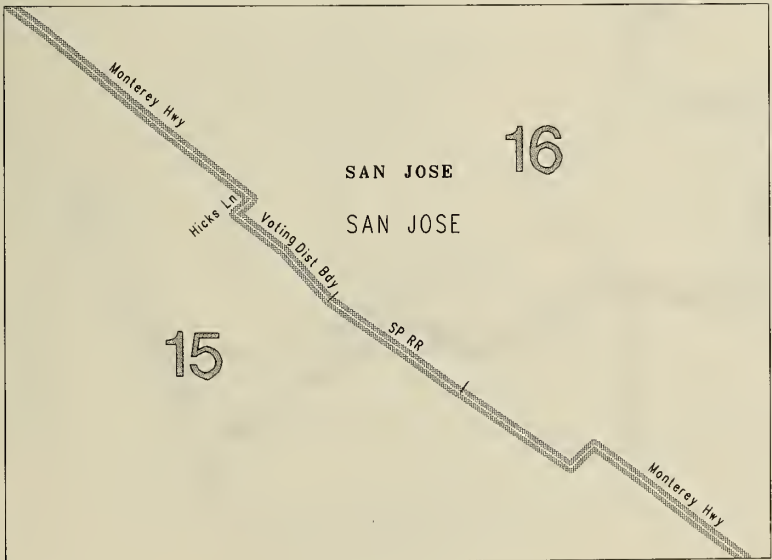 Monterey Hwy
16
SAN JOSE
SAN JOSE
Hicks Ln
Voting Dist Bdy
15
SP RR
Monterey Hwy